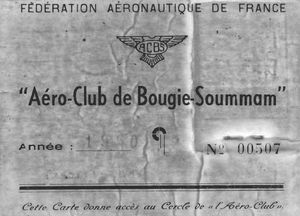 FÉDÉRATION AÉRONAUTIQUE DE FRANCE
ACBS
"Aéro-Club de Bougie-Soummam"
Année :
Nº 00507
Cette Carte donne accès au Cercle de « l'Aéro-Club ».